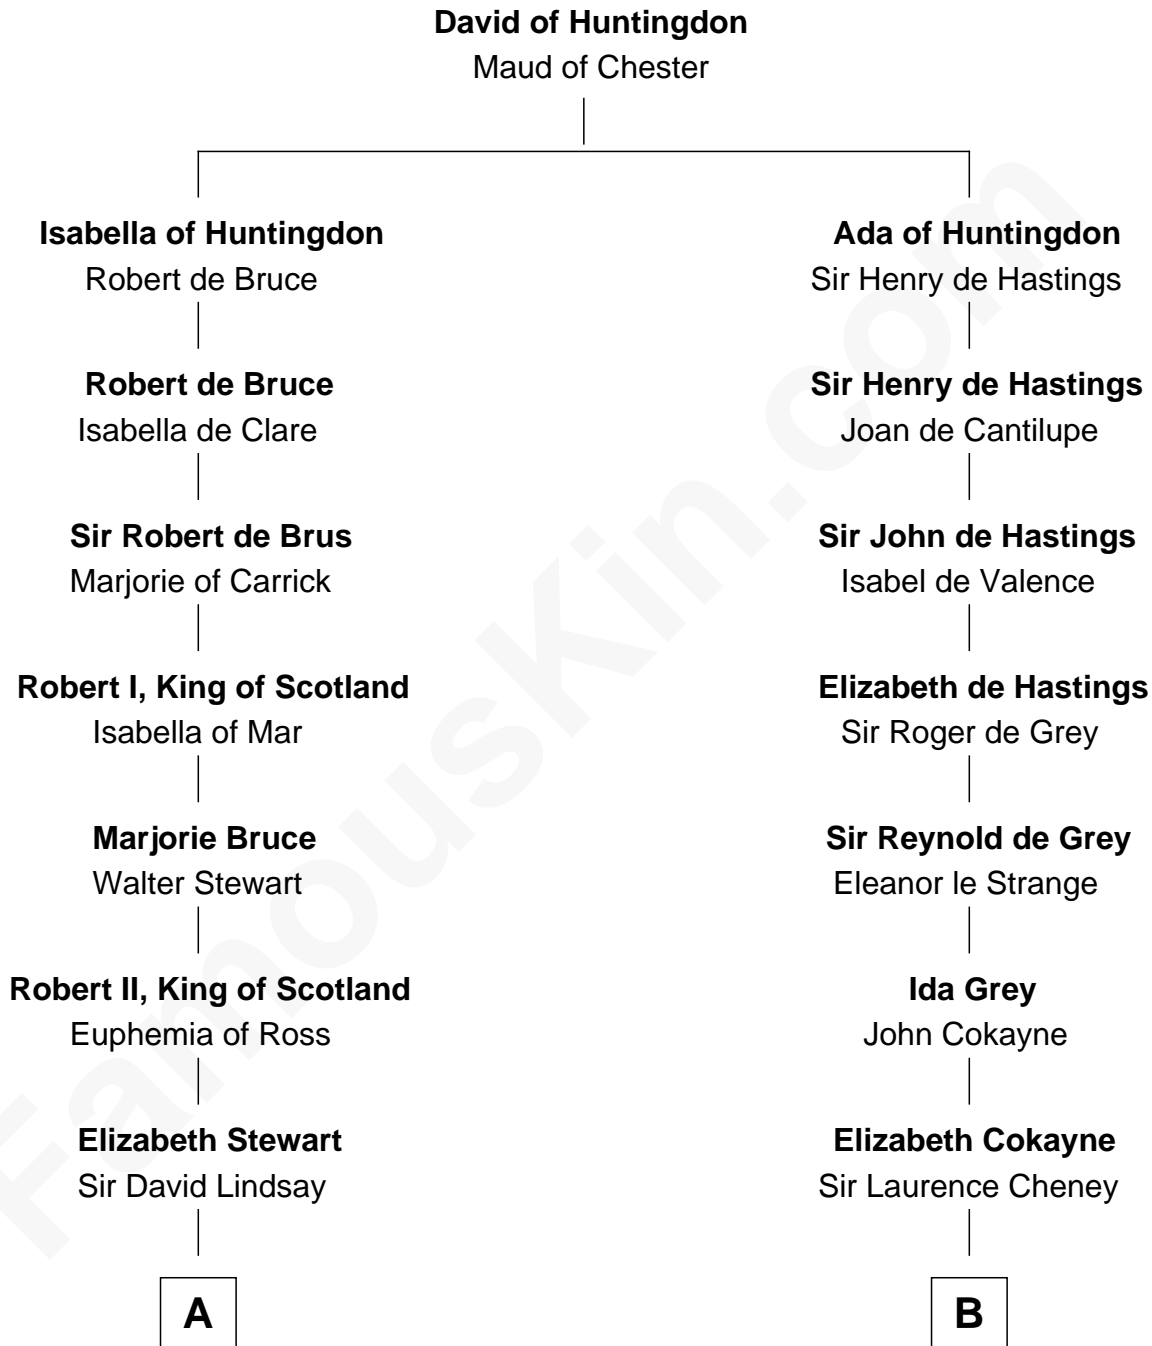 David of Huntingdon
Maud of Chester
Isabella of Huntingdon
Robert de Bruce
Robert de Bruce
Isabella de Clare
Sir Robert de Brus
Marjorie of Carrick
Robert I, King of Scotland
Isabella of Mar
Marjorie Bruce
Walter Stewart
Robert II, King of Scotland
Euphemia of Ross
Elizabeth Stewart
Sir David Lindsay
A
Ada of Huntingdon
Sir Henry de Hastings
Sir Henry de Hastings
Joan de Cantilupe
Sir John de Hastings
Isabel de Valence
Elizabeth de Hastings
Sir Roger de Grey
Sir Reynold de Grey
Eleanor le Strange
Ida Grey
John Cokayne
Elizabeth Cokayne
Sir Laurence Cheney
B
FamousKin.com